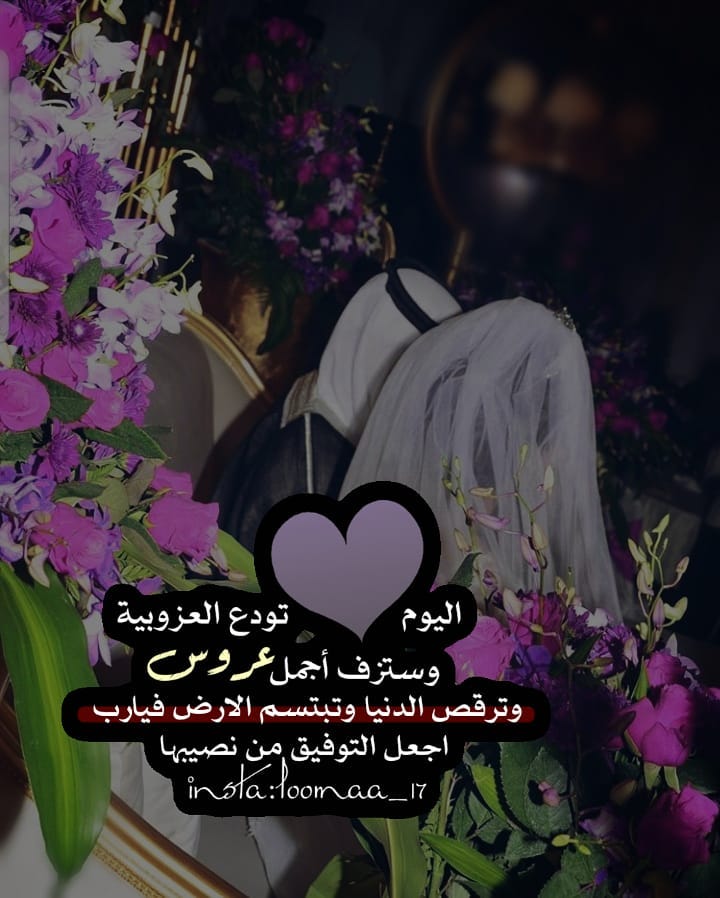 اليوم تودع العزوبية
وستزف أجمل عروس
وترقص الدنيا وتبتسم الارض فيارب
اجعل التوفيق من نصيبها
insta:loomaa_17